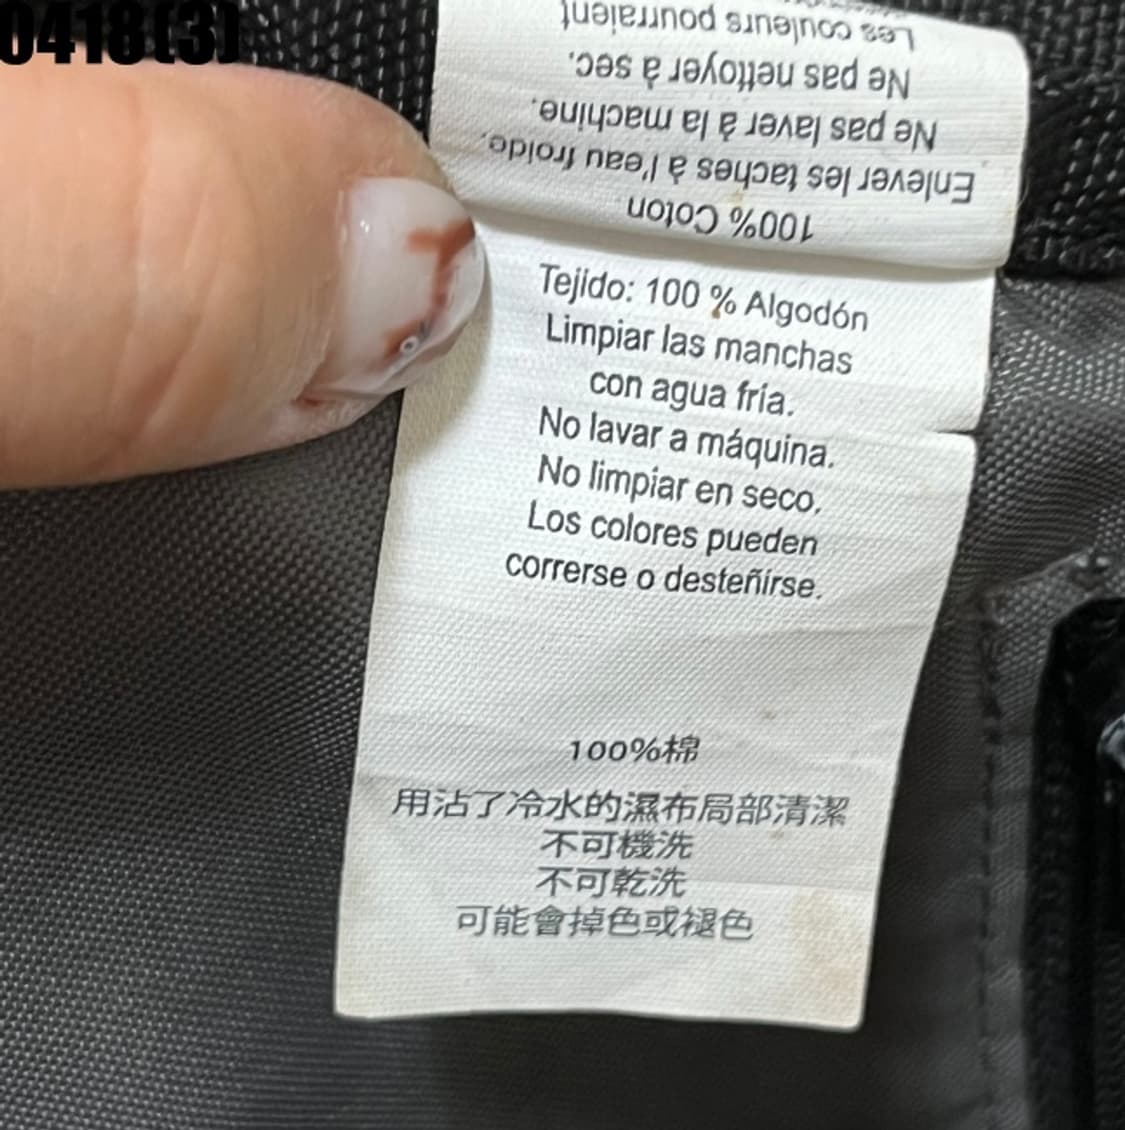 0418(3)
100% Coton
Enlever les taches à l'eau froide.
Ne pas laver à la machine.
Ne pas nettoyer à sec.
Les couleurs pourraient
Tejido: 100 % Algodón
Limpiar las manchas
con agua fría.
No lavar a máquina.
No limpiar en seco.
Los colores pueden
correrse o desteñirse.
100%棉
用沾了冷水的濕布局部清潔
不可機洗
不可乾洗
可能會掉色或褪色